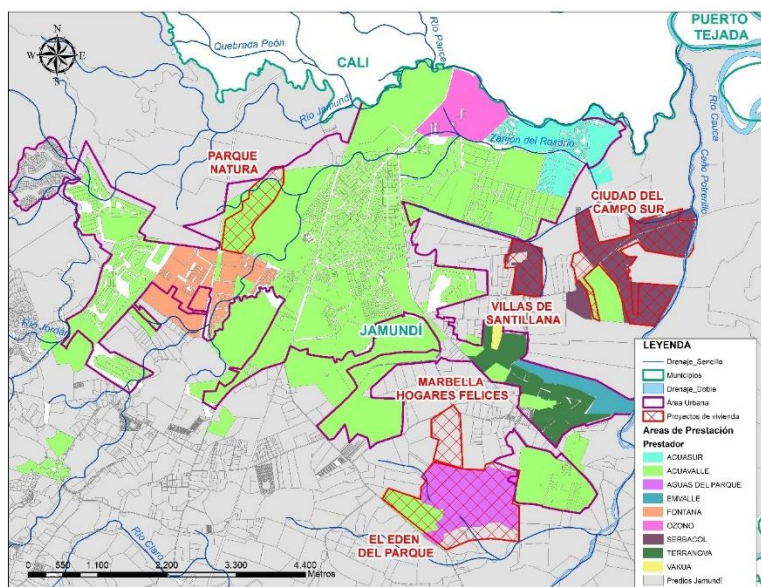 PUERTO
TEJADA
N
W
E
S
Quebrada Peón
CALI
Río Pance
Río Jamundí
Río Cauca
Zanjón del Rosario
PARQUE
NATURA
CIUDAD DEL
CAMPO SUR
Caño Potrerillo
VILLAS DE
SANTILLANA
Río Jordán
JAMUNDÍ
MARBELLA
HOGARES FELICES
EL EDEN
DEL PARQUE
Río Claro
0 550 1.100 2.200 3.300 4.400
Metros
LEYENDA
Drenaje_Sencillo
Municipios
Drenaje_Doble
Área Urbana
Proyectos de vivienda
Areas de Prestación
Prestador
ACUASUR
ACUAVALLE
AGUAS DEL PARQUE
EMVALLE
FONTANA
OZONO
SERBACOL
TERRANOVA
VAKUA
Predios Jamundí